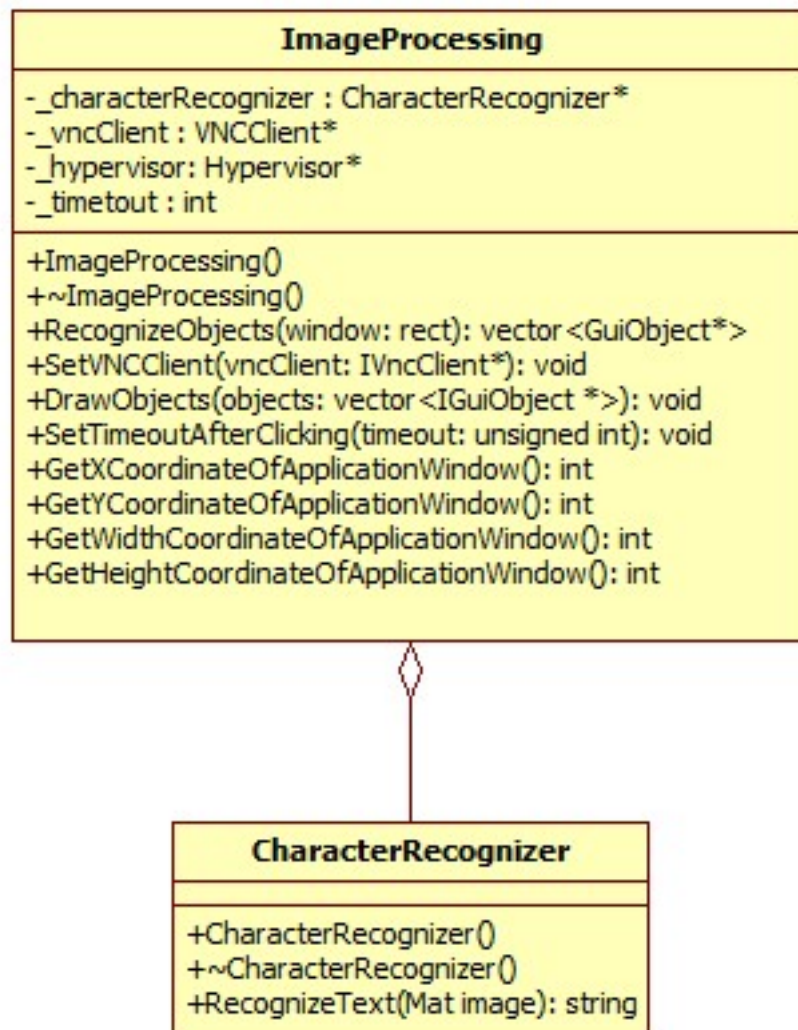 ImageProcessing
-_characterRecognizer : CharacterRecognizer*
-_vncClient : VNCClient*
-_hypervisor: Hypervisor*
-_timetout : int
+ImageProcessing()
+~ImageProcessing()
+RecognizeObjects(window: rect): vector<GuiObject*>
+SetVNCClient(vncClient: IVncClient*): void
+DrawObjects(objects: vector<IGuiObject *>): void
+SetTimeoutAfterClicking(timeout: unsigned int): void
+GetXCoordinateOfApplicationWindow(): int
+GetYCoordinateOfApplicationWindow(): int
+GetWidthCoordinateOfApplicationWindow(): int
+GetHeightCoordinateOfApplicationWindow(): int
CharacterRecognizer
+CharacterRecognizer()
+~CharacterRecognizer()
+RecognizeText(Mat image): string